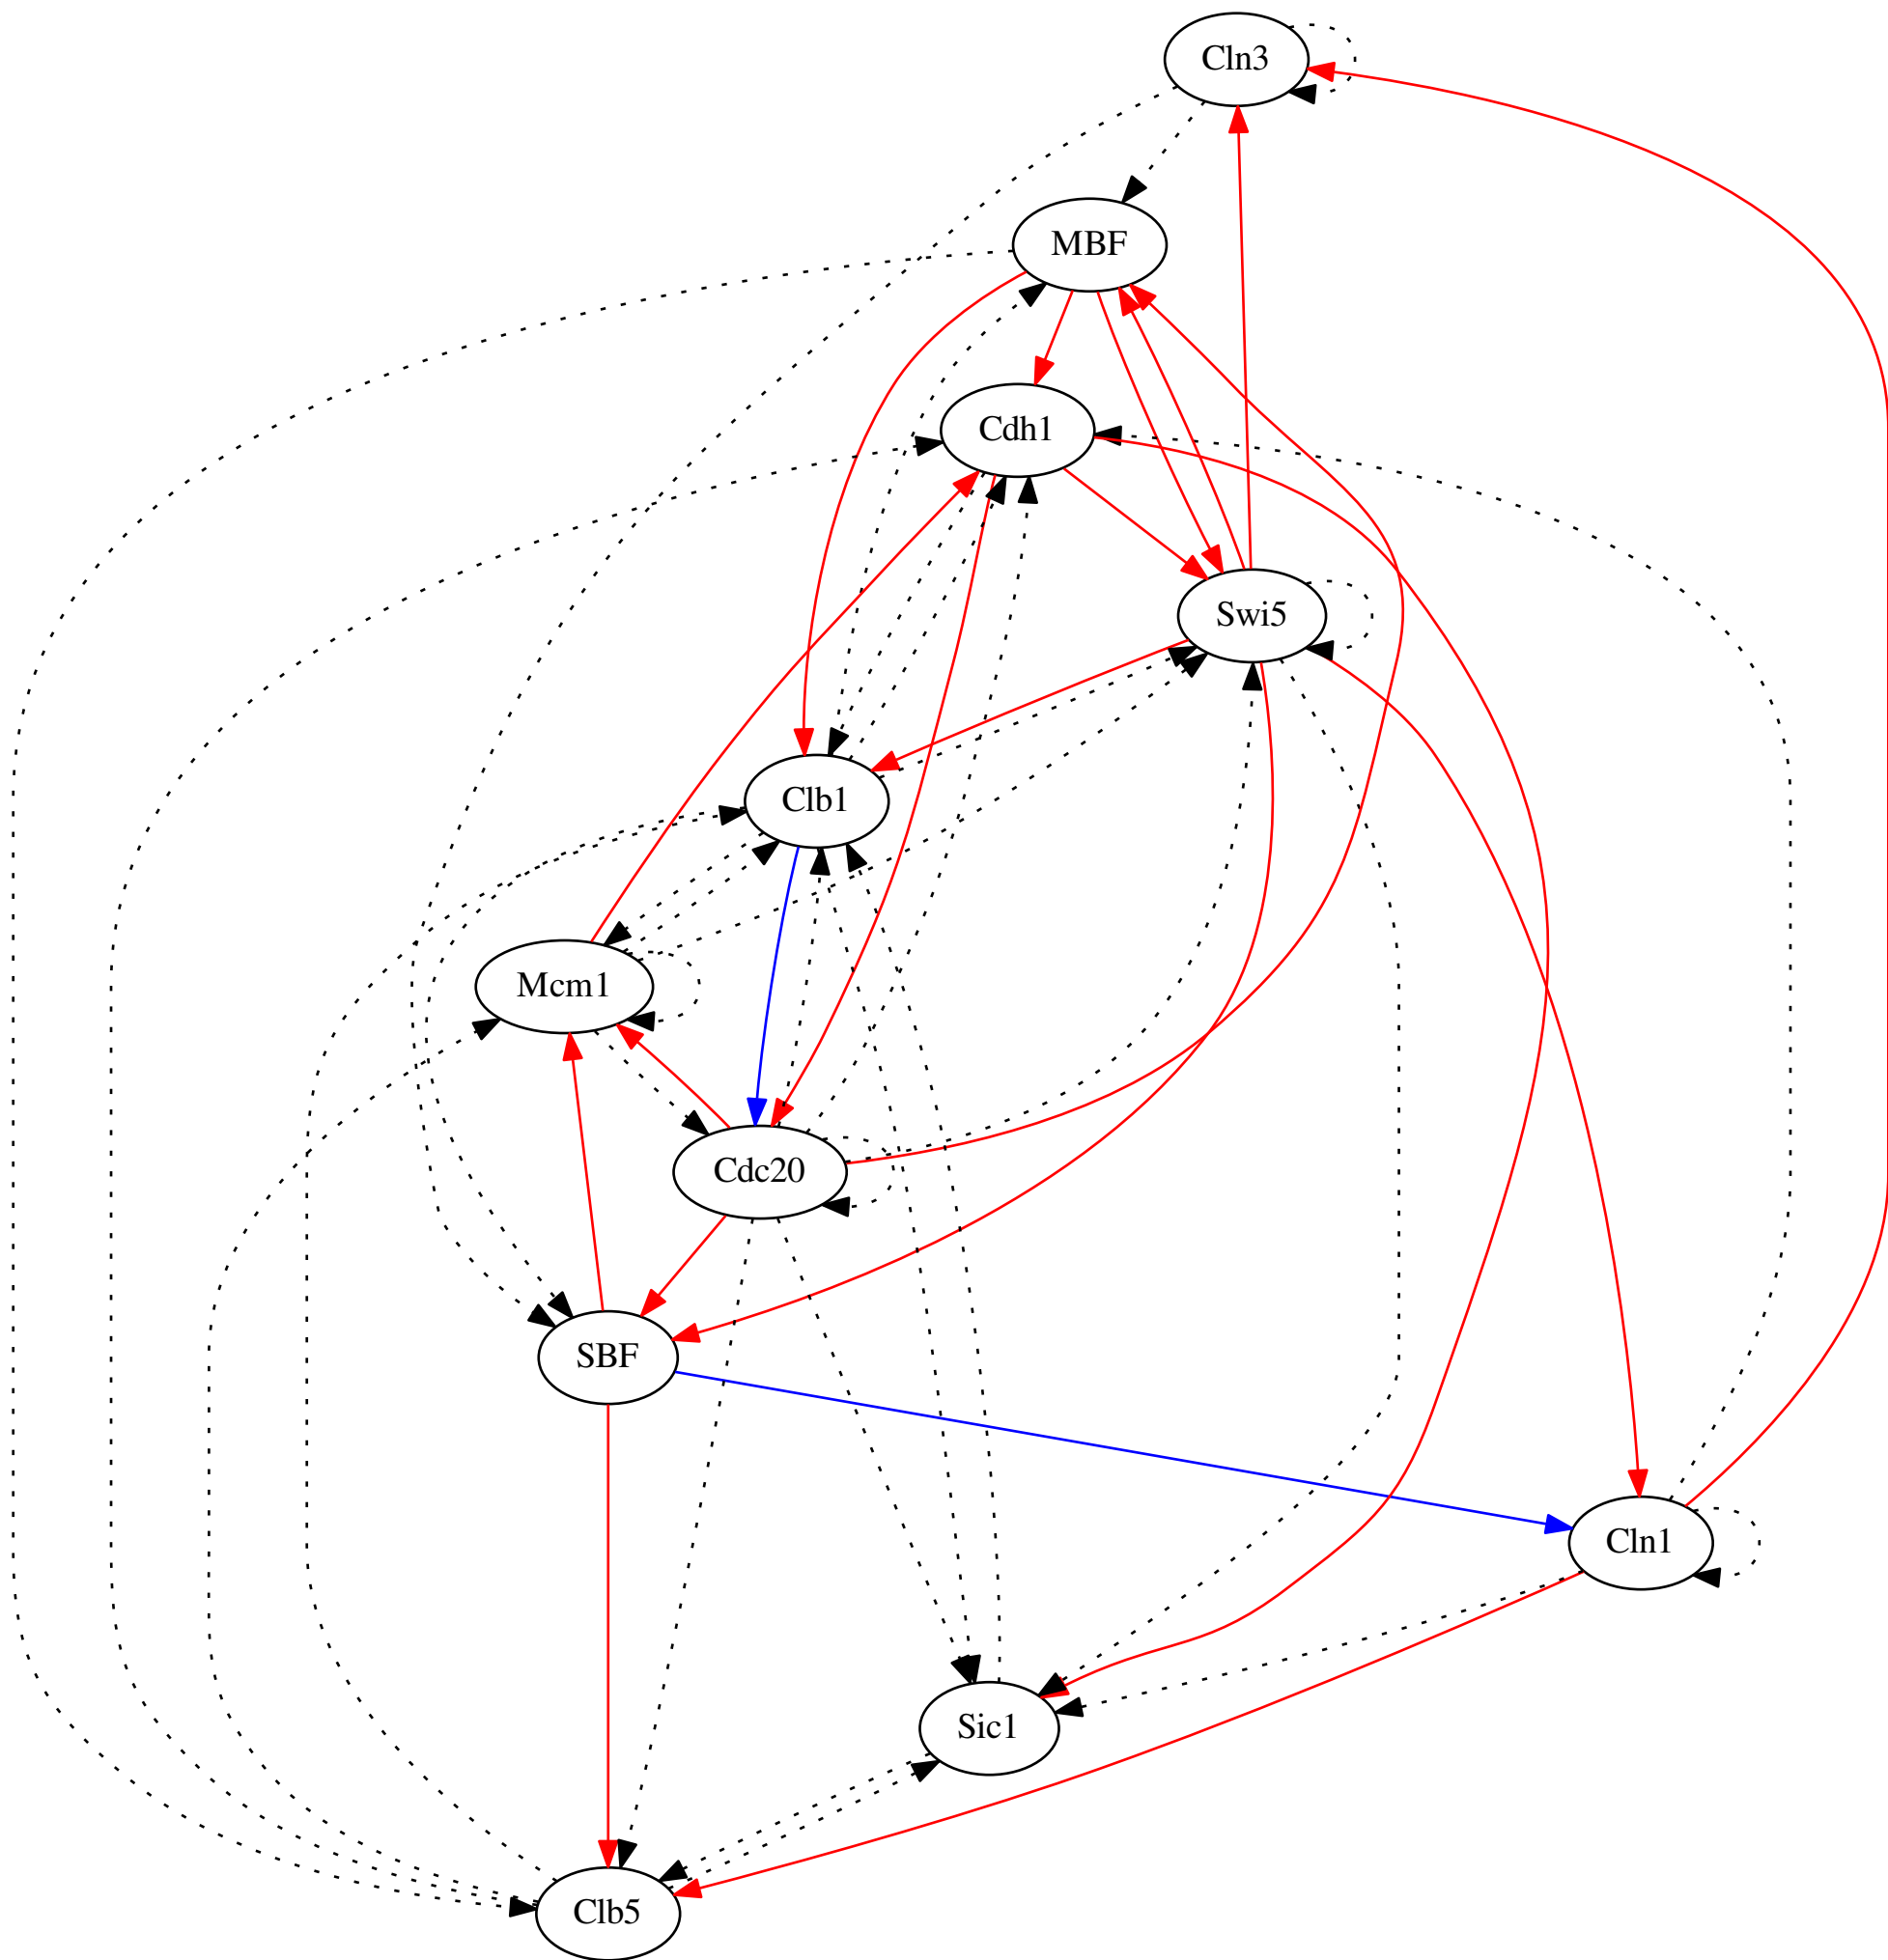 Cln3
MBF
Cdh1
Swi5
Clb1
Mcm1
Cdc20
SBF
Cln1
Sic1
Clb5